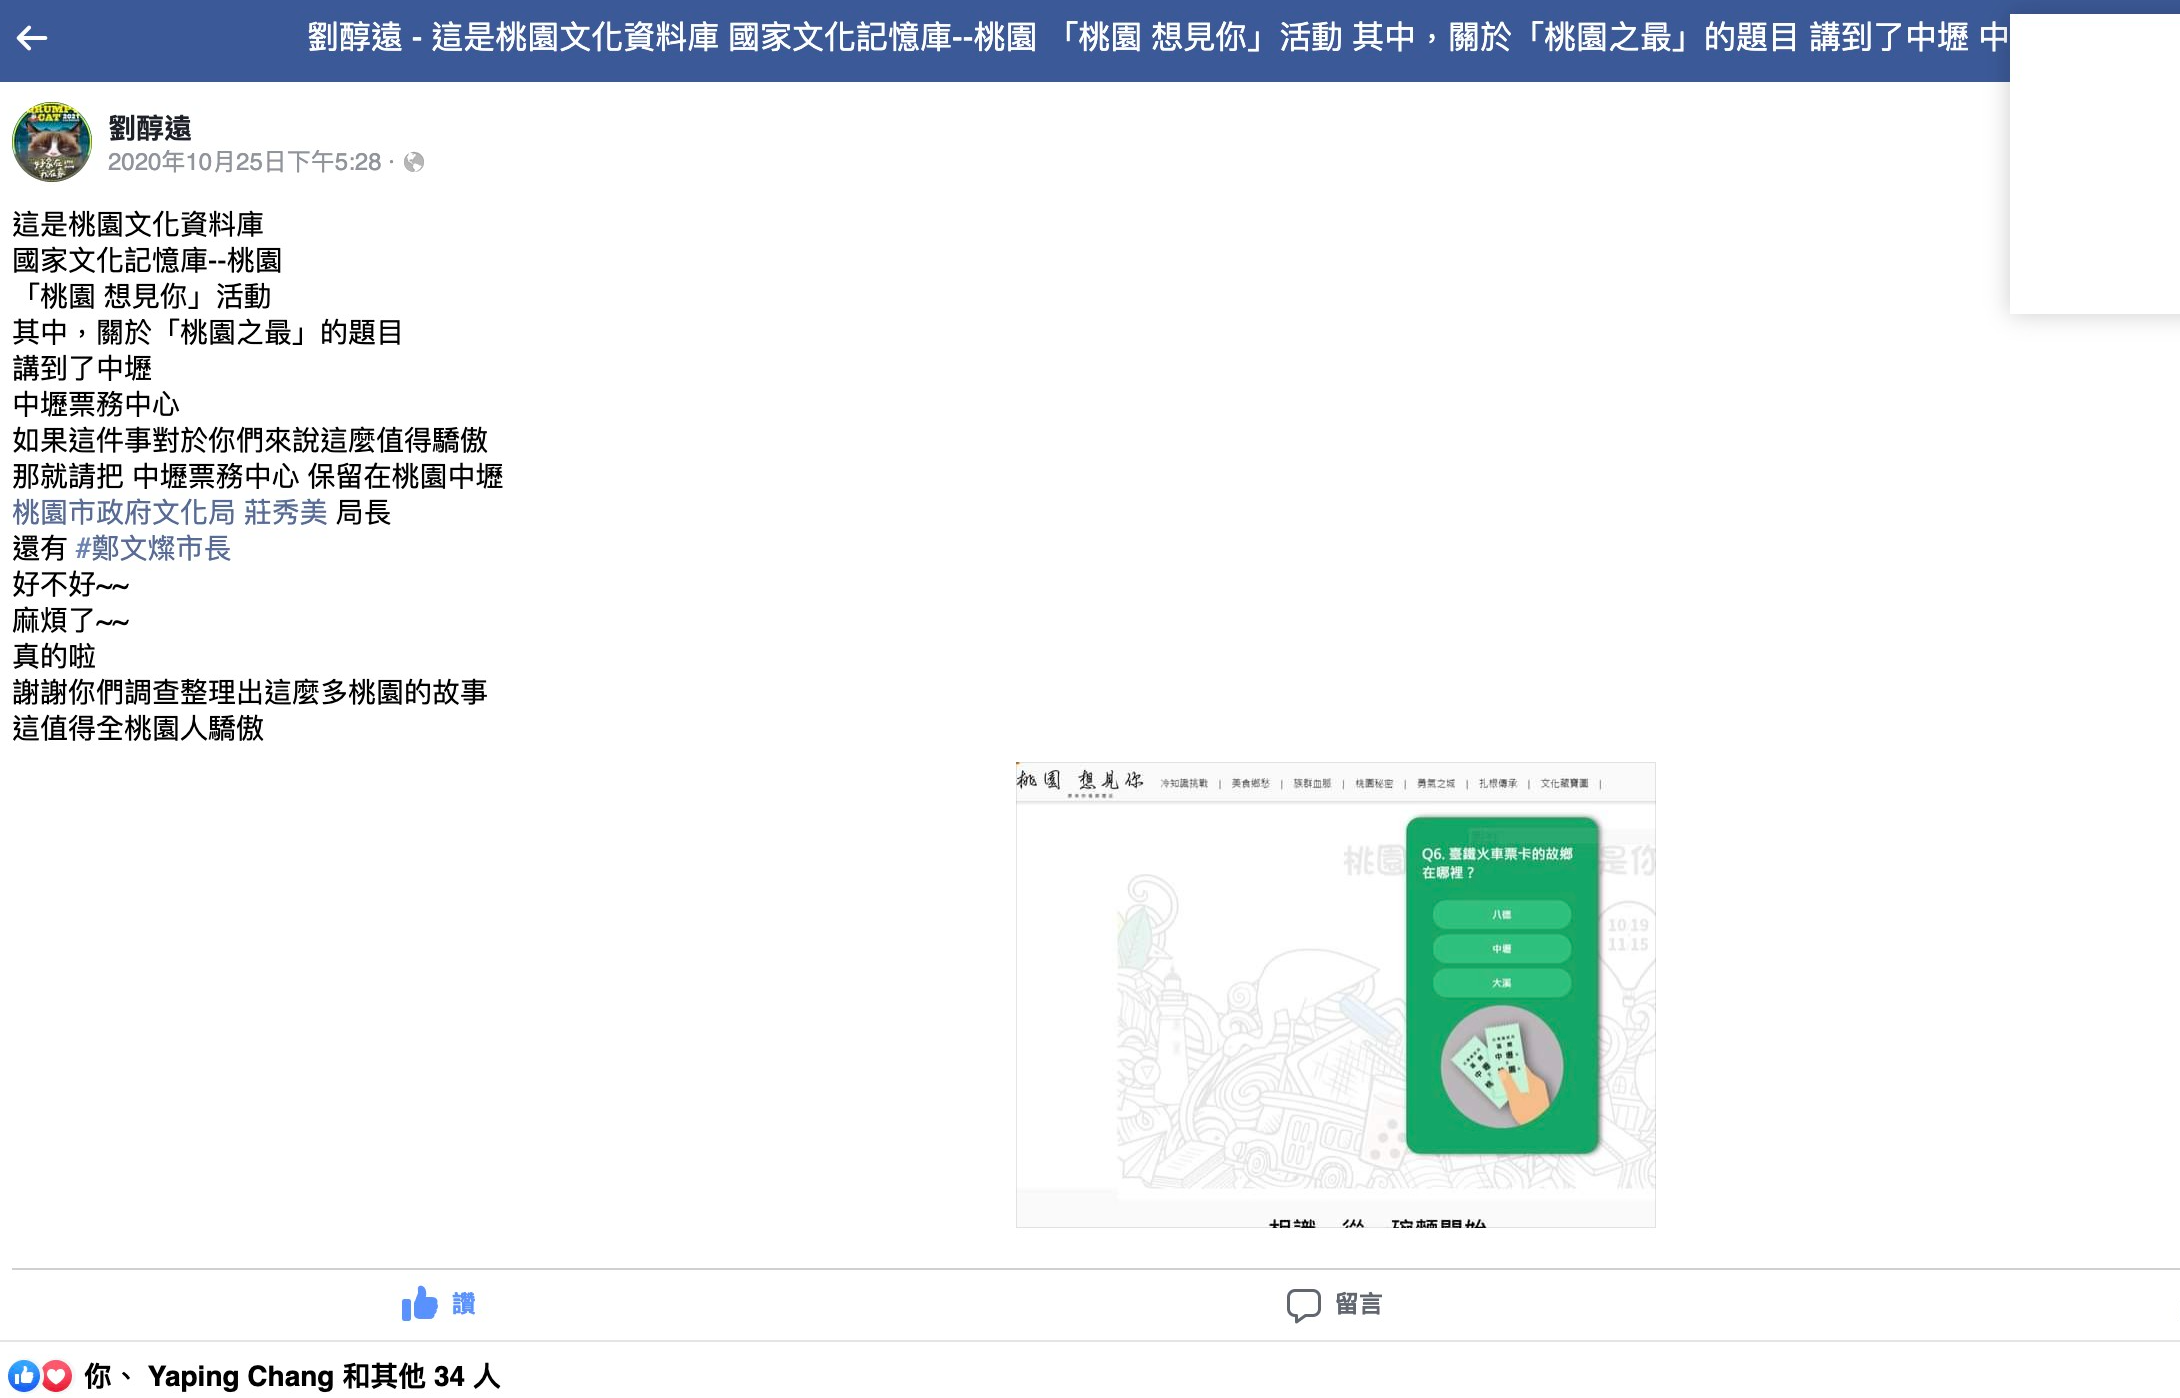 劉醇遠 - 這是桃園文化資料庫 國家文化記憶庫--桃園 「桃園 想見你」活動 其中，關於「桃園之最」的題目 講到了中壢 中
劉醇遠
2020年10月25日下午5:28 ·
這是桃園文化資料庫
國家文化記憶庫--桃園
「桃園 想見你」活動
其中，關於「桃園之最」的題目
講到了中壢
中壢票務中心
如果這件事對於你們來說這麼值得驕傲
那就請把 中壢票務中心 保留在桃園中壢
桃園市政府文化局 莊秀美 局長
還有 #鄭文燦市長
好不好~~
麻煩了~~
真的啦
謝謝你們調查整理出這麼多桃園的故事
這值得全桃園人驕傲
桃園 想見你
冷知識挑戰 | 美食鄉愁 | 族群血脈 | 桃園秘密 | 勇氣之城 | 扎根傳承 | 文化藏寶圖 |
桃園
是你
Q6. 臺鐵火車票卡的故鄉
在哪裡？
八德
中壢
大溪
10.19
11.15
讚
留言
你、 Yaping Chang 和其他 34 人